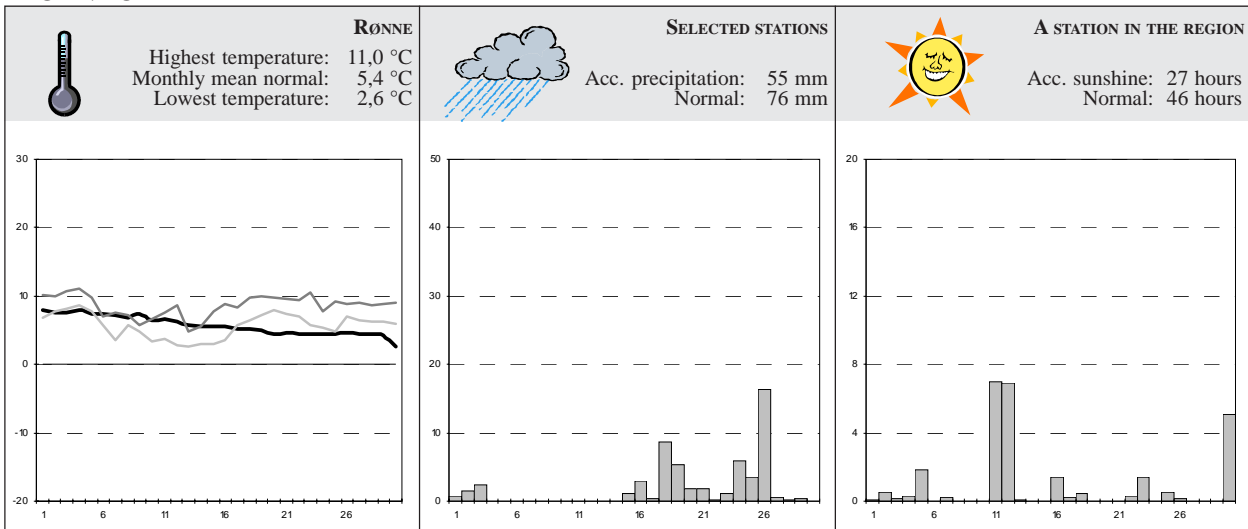 RØNNE
Highest temperature: 11,0 °C
Monthly mean normal: 5,4 °C
Lowest temperature: 2,6 °C
SELECTED STATIONS
Acc. precipitation: 55 mm
Normal: 76 mm
A STATION IN THE REGION
Acc. sunshine: 27 hours
Normal: 46 hours
30
20
10
0
-10
-20
1 6 11 16 21 26
50
40
30
20
10
0
1 6 11 16 21 26
20
16
12
8
4
0
1 6 11 16 21 26